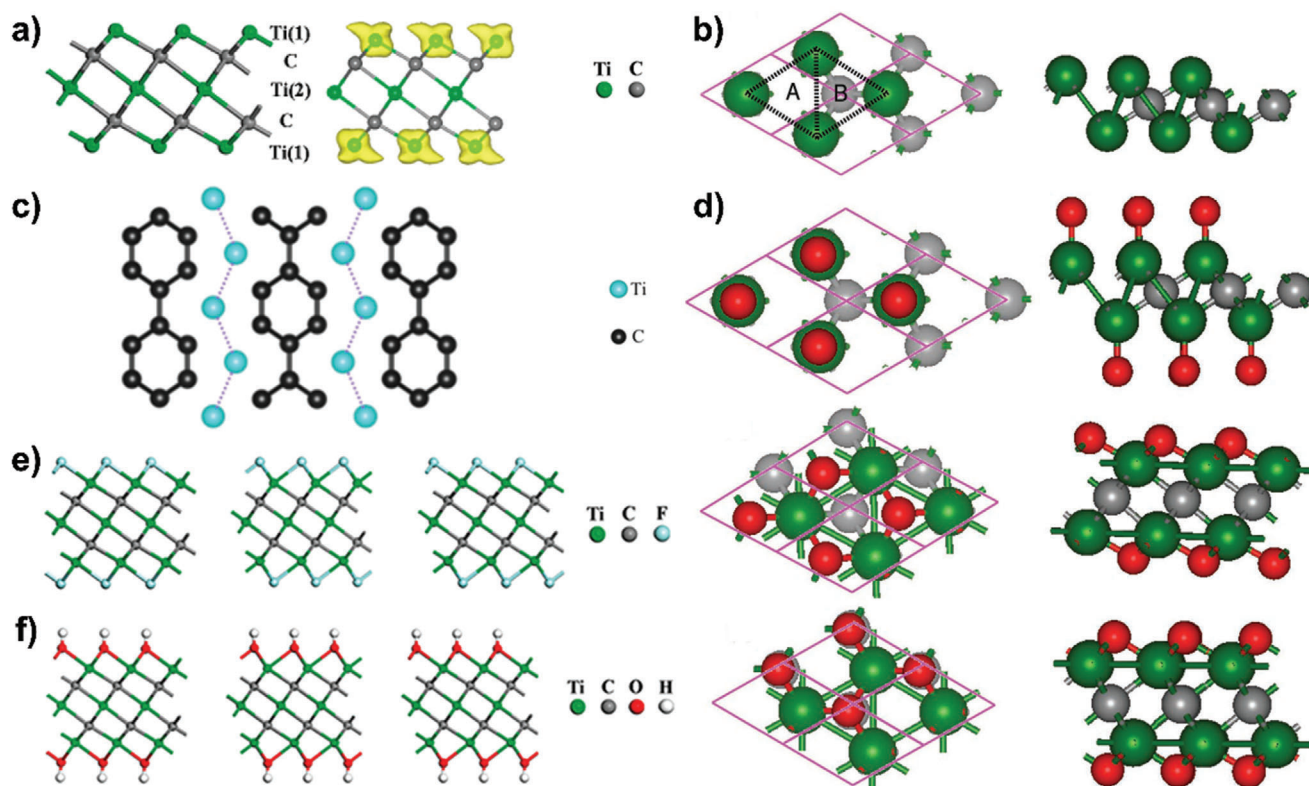 a)
Ti(1)
C
Ti(2)
C
Ti(1)
Ti C
b)
A B
c)
Ti
C
d)
e)
Ti C F
f)
Ti C O H